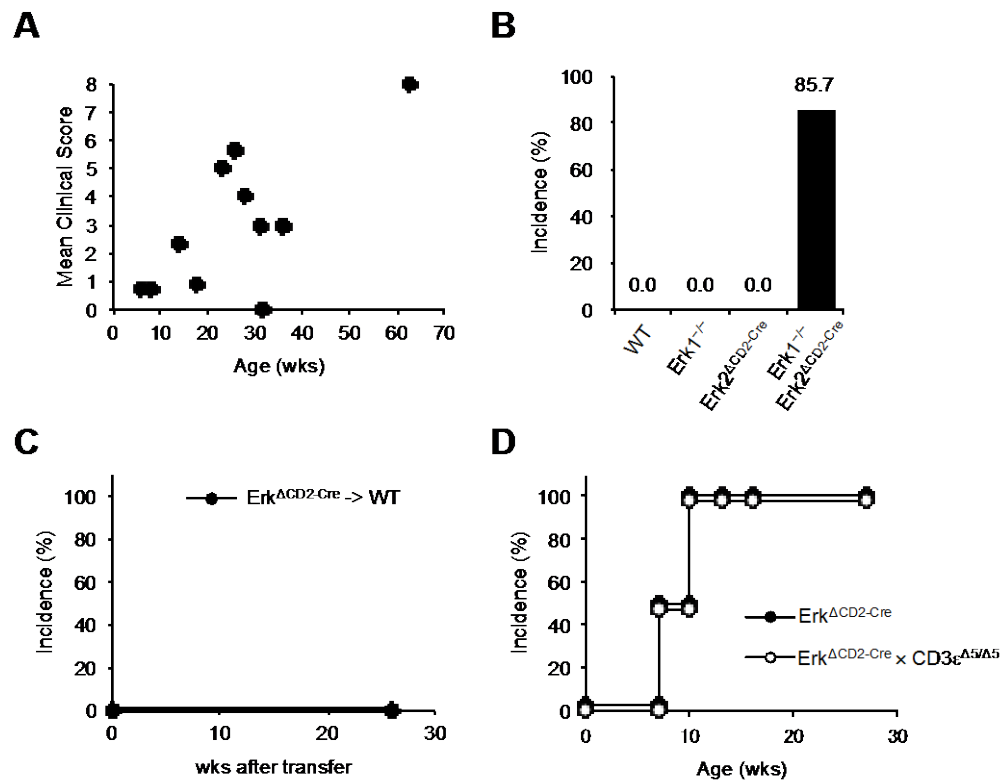 A
Mean Clinical Score
8
7
6
5
4
3
2
1
0
0 10 20 30 40 50 60 70
Age (wks)
B
Incidence (%)
100
80
60
40
20
0
85.7
0.0 0.0 0.0
WT
Erk1⁻/⁻
Erk2ΔCD2-Cre
Erk1⁻/⁻
Erk2ΔCD2-Cre
C
Incidence (%)
100
80
60
40
20
0
ErkΔCD2-Cre -> WT
0 10 20 30
wks after transfer
D
Incidence (%)
100
80
60
40
20
0
ErkΔCD2-Cre
ErkΔCD2-Cre × CD3εΔ5/Δ5
0 10 20 30
Age (wks)